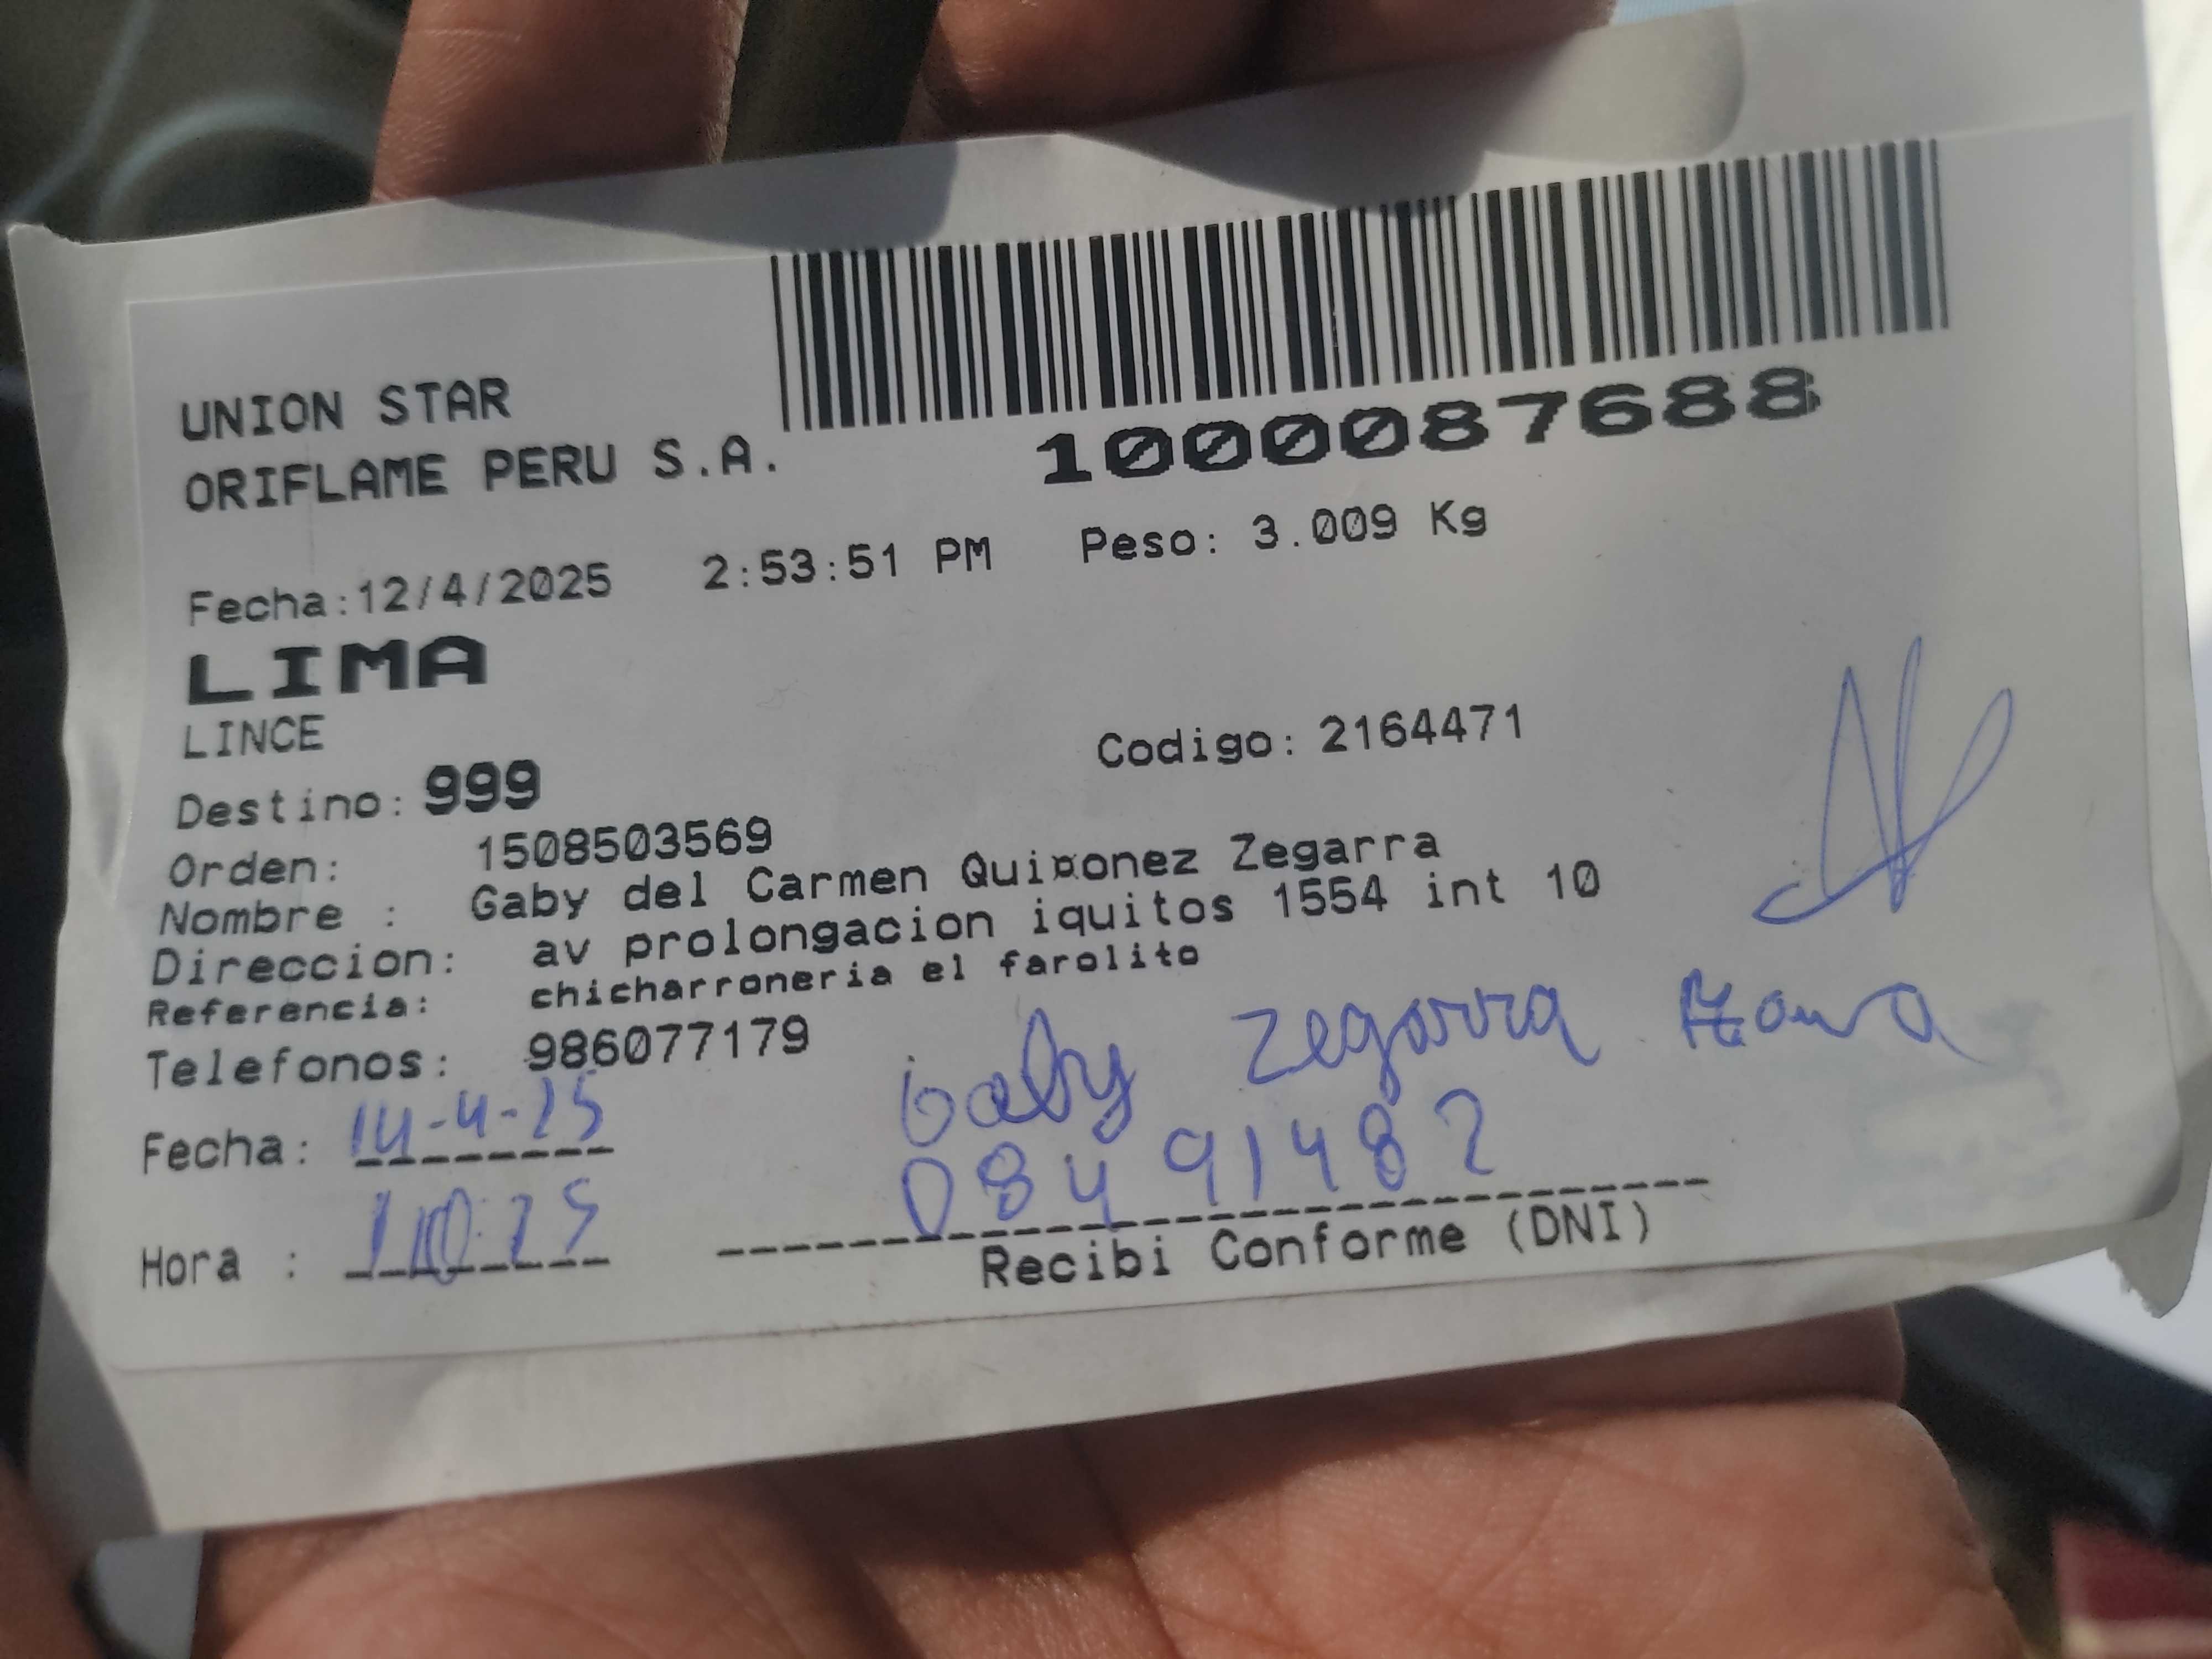 UNION STAR
ORIFLAME PERU S.A.
1000087688
Fecha:12/4/2025 2:53:51 PM Peso: 3.009 Kg
LIMA
LINCE
Codigo: 2164471
Destino: 999
Orden: 1508503569
Nombre : Gaby del Carmen Quiñonez Zegarra
Direccion: av prolongacion iquitos 1554 int 10
Referencia: chicharroneria el farolito
Telefonos: 986077179
Gaby Zegarra
Fecha: 14-4-25
08491482
Hora :
Recibi Conforme (DNI)